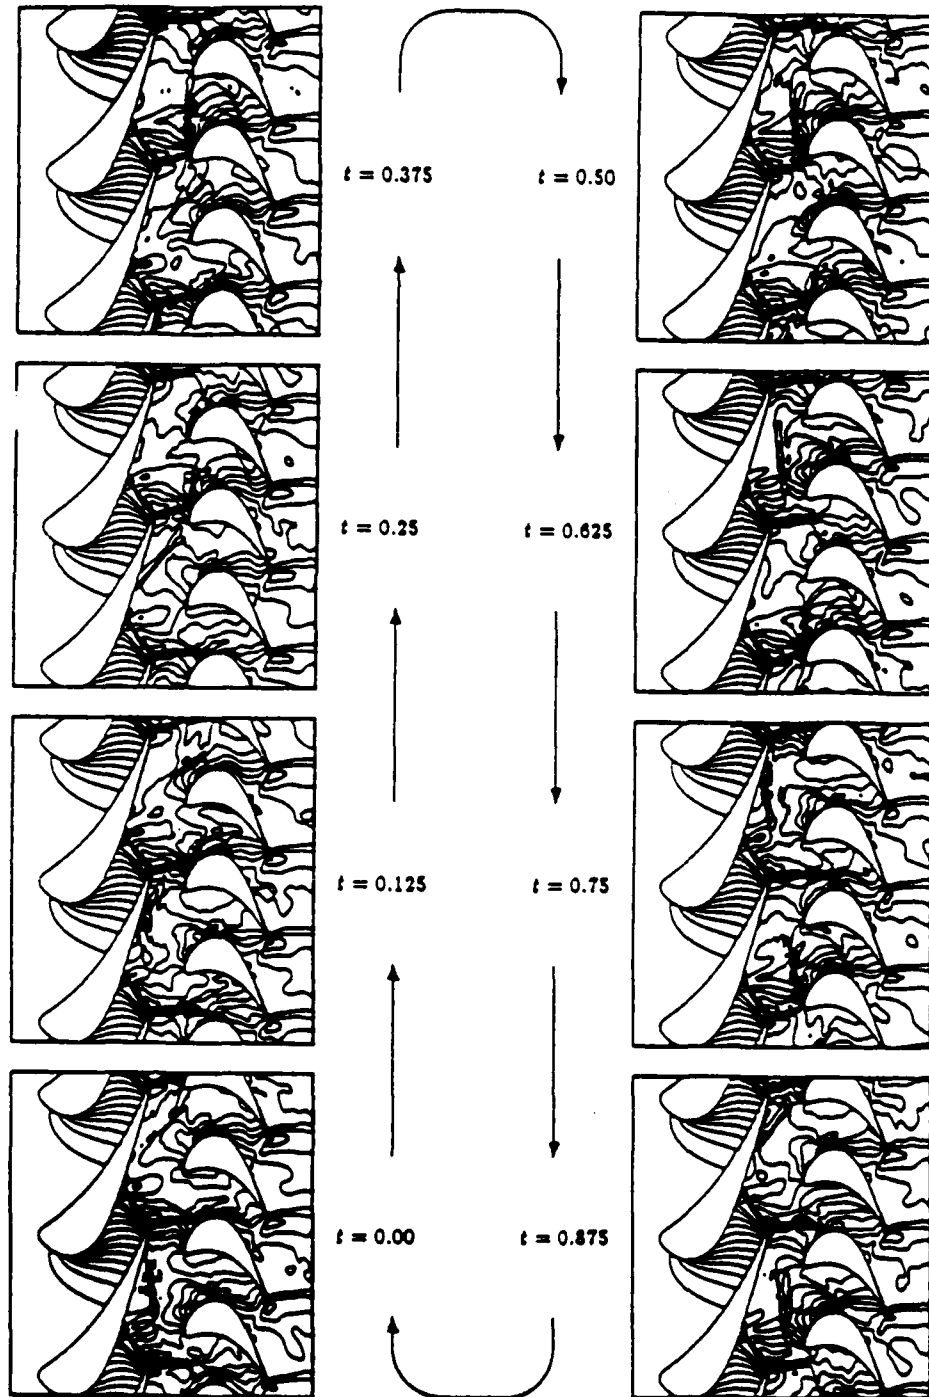 t = 0.375
t = 0.50
t = 0.25
t = 0.625
t = 0.125
t = 0.75
t = 0.00
t = 0.875